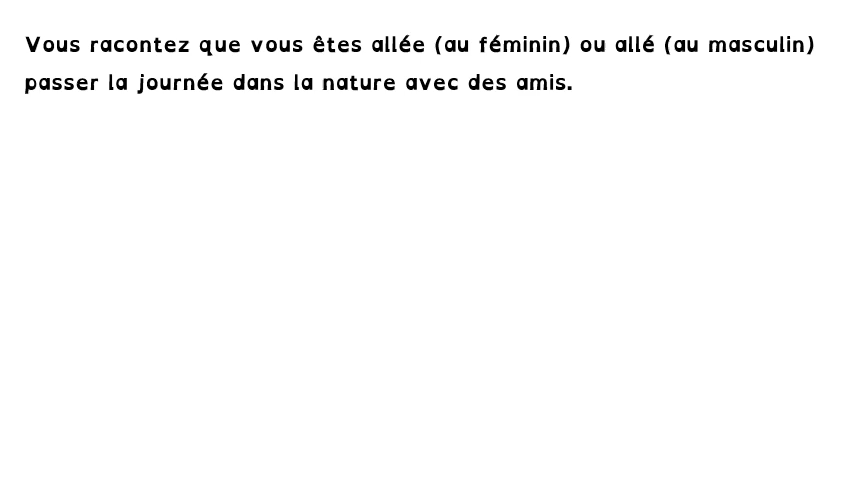 Vous racontez que vous êtes allée (au féminin) ou allé (au masculin)
passer la journée dans la nature avec des amis.